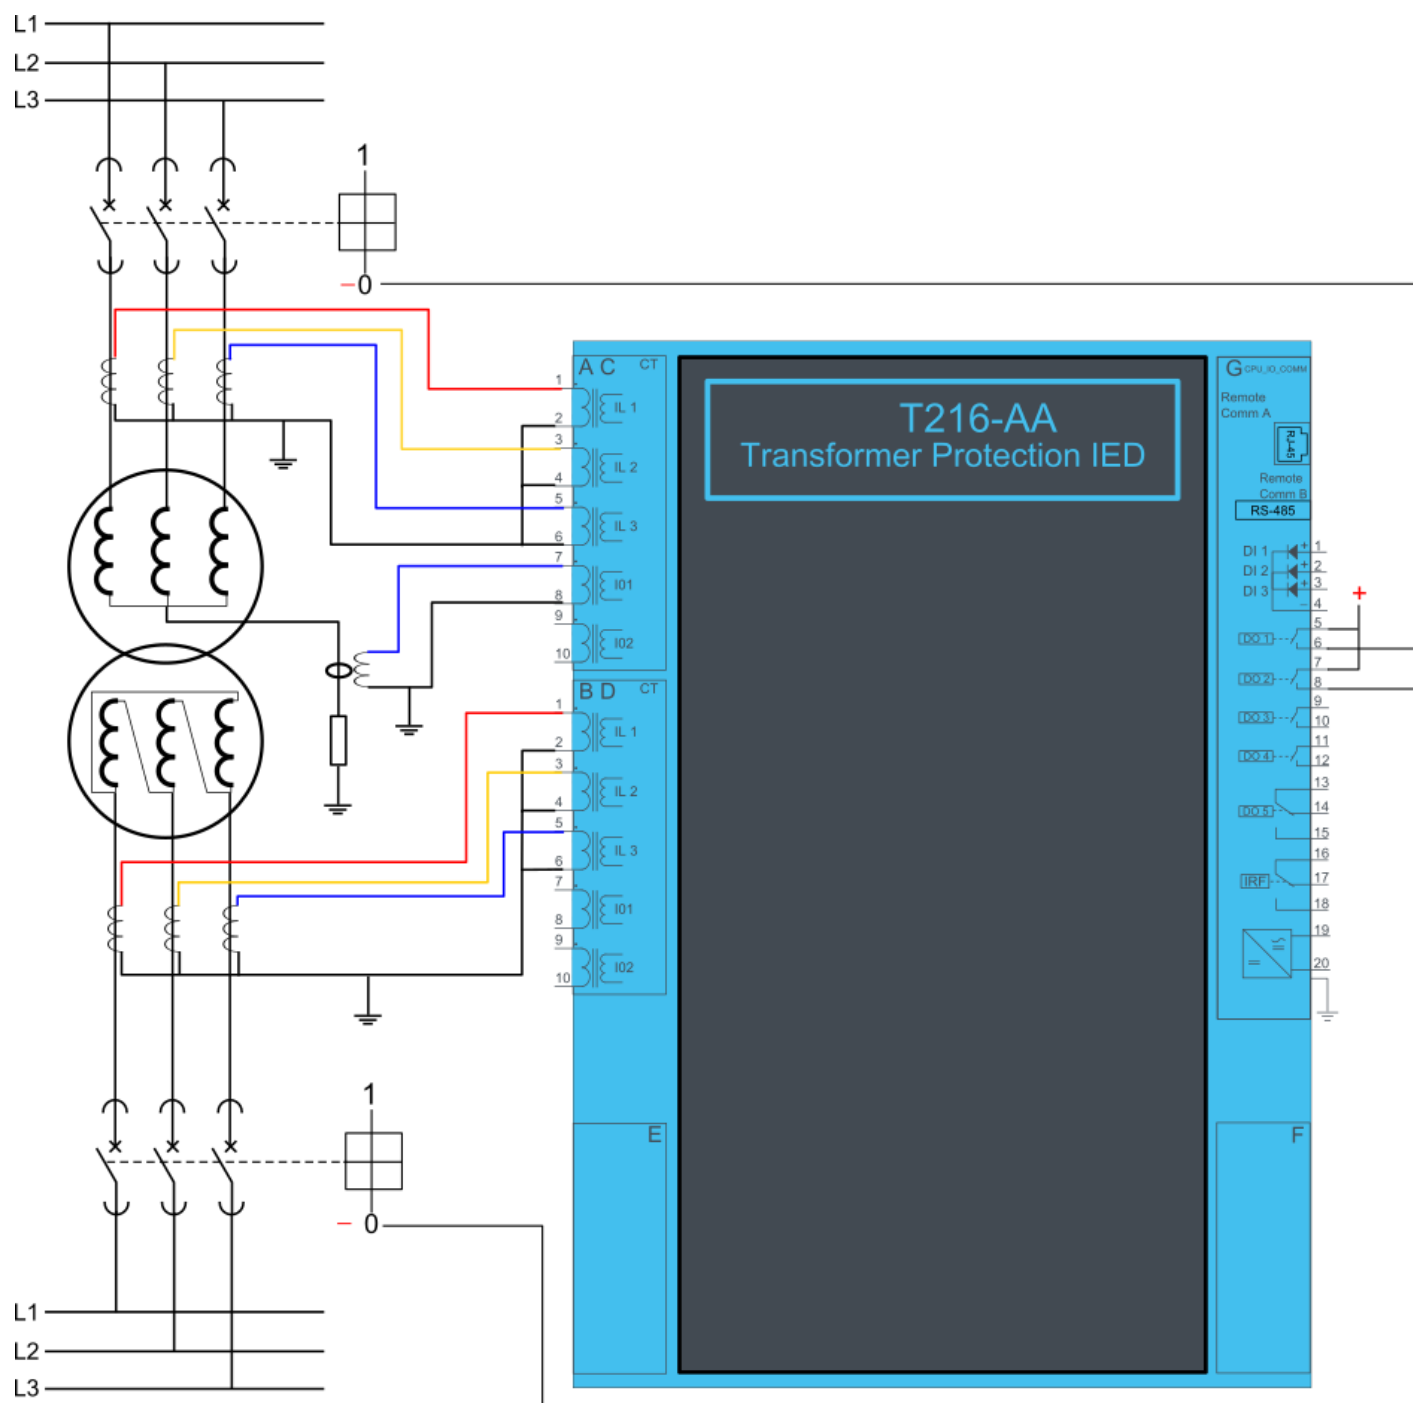 L1
L2
L3
1
−0
A C CT
1
2
IL 1
3
4
IL 2
5
6
IL 3
7
8
I01
9
10
I02
B D CT
1
2
IL 1
3
4
IL 2
5
6
IL 3
7
8
I01
9
10
I02
E
T216-AA
Transformer Protection IED
G CPU_IO_COMM
Remote
Comm A
RJ-45
Remote
Comm B
RS-485
DI 1 + 1
DI 2 + 2
DI 3 + 3
− 4
+
5
DO 1 6
7
DO 2 8
9
DO 3 10
11
DO 4 12
13
DO 5 14
15
16
IRF 17
18
19
20
F
1
− 0
L1
L2
L3